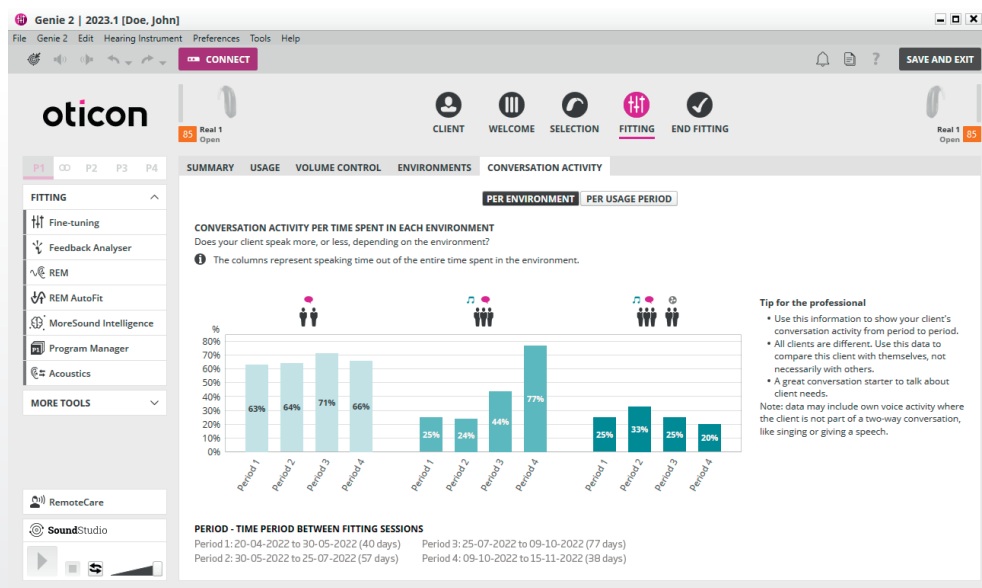 Genie 2 | 2023.1 [Doe, John]
File Genie 2 Edit Hearing Instrument Preferences Tools Help
CONNECT
SAVE AND EXIT
oticon
85 Real 1
Open
CLIENT WELCOME SELECTION FITTING END FITTING
Real 1 85
Open
P1 P2 P3 P4
SUMMARY USAGE VOLUME CONTROL ENVIRONMENTS CONVERSATION ACTIVITY
FITTING
Fine-tuning
Feedback Analyser
REM
REM AutoFit
MoreSound Intelligence
P1 Program Manager
Acoustics
MORE TOOLS
RemoteCare
SoundStudio
PER ENVIRONMENT PER USAGE PERIOD
CONVERSATION ACTIVITY PER TIME SPENT IN EACH ENVIRONMENT
Does your client speak more, or less, depending on the environment?
The columns represent speaking time out of the entire time spent in the environment.
%
80%
70%
60%
50%
40%
30%
20%
10%
0%
63% 64% 71% 66%
25% 24% 44% 77%
25% 33% 25% 20%
Period 1 Period 2 Period 3 Period 4
Period 1 Period 2 Period 3 Period 4
Period 1 Period 2 Period 3 Period 4
Tip for the professional
• Use this information to show your client's
conversation activity from period to period.
• All clients are different. Use this data to
compare this client with themselves, not
necessarily with others.
• A great conversation starter to talk about
client needs.
Note: data may include own voice activity where
the client is not part of a two-way conversation,
like singing or giving a speech.
PERIOD - TIME PERIOD BETWEEN FITTING SESSIONS
Period 1: 20-04-2022 to 30-05-2022 (40 days) Period 3: 25-07-2022 to 09-10-2022 (77 days)
Period 2: 30-05-2022 to 25-07-2022 (57 days) Period 4: 09-10-2022 to 15-11-2022 (38 days)